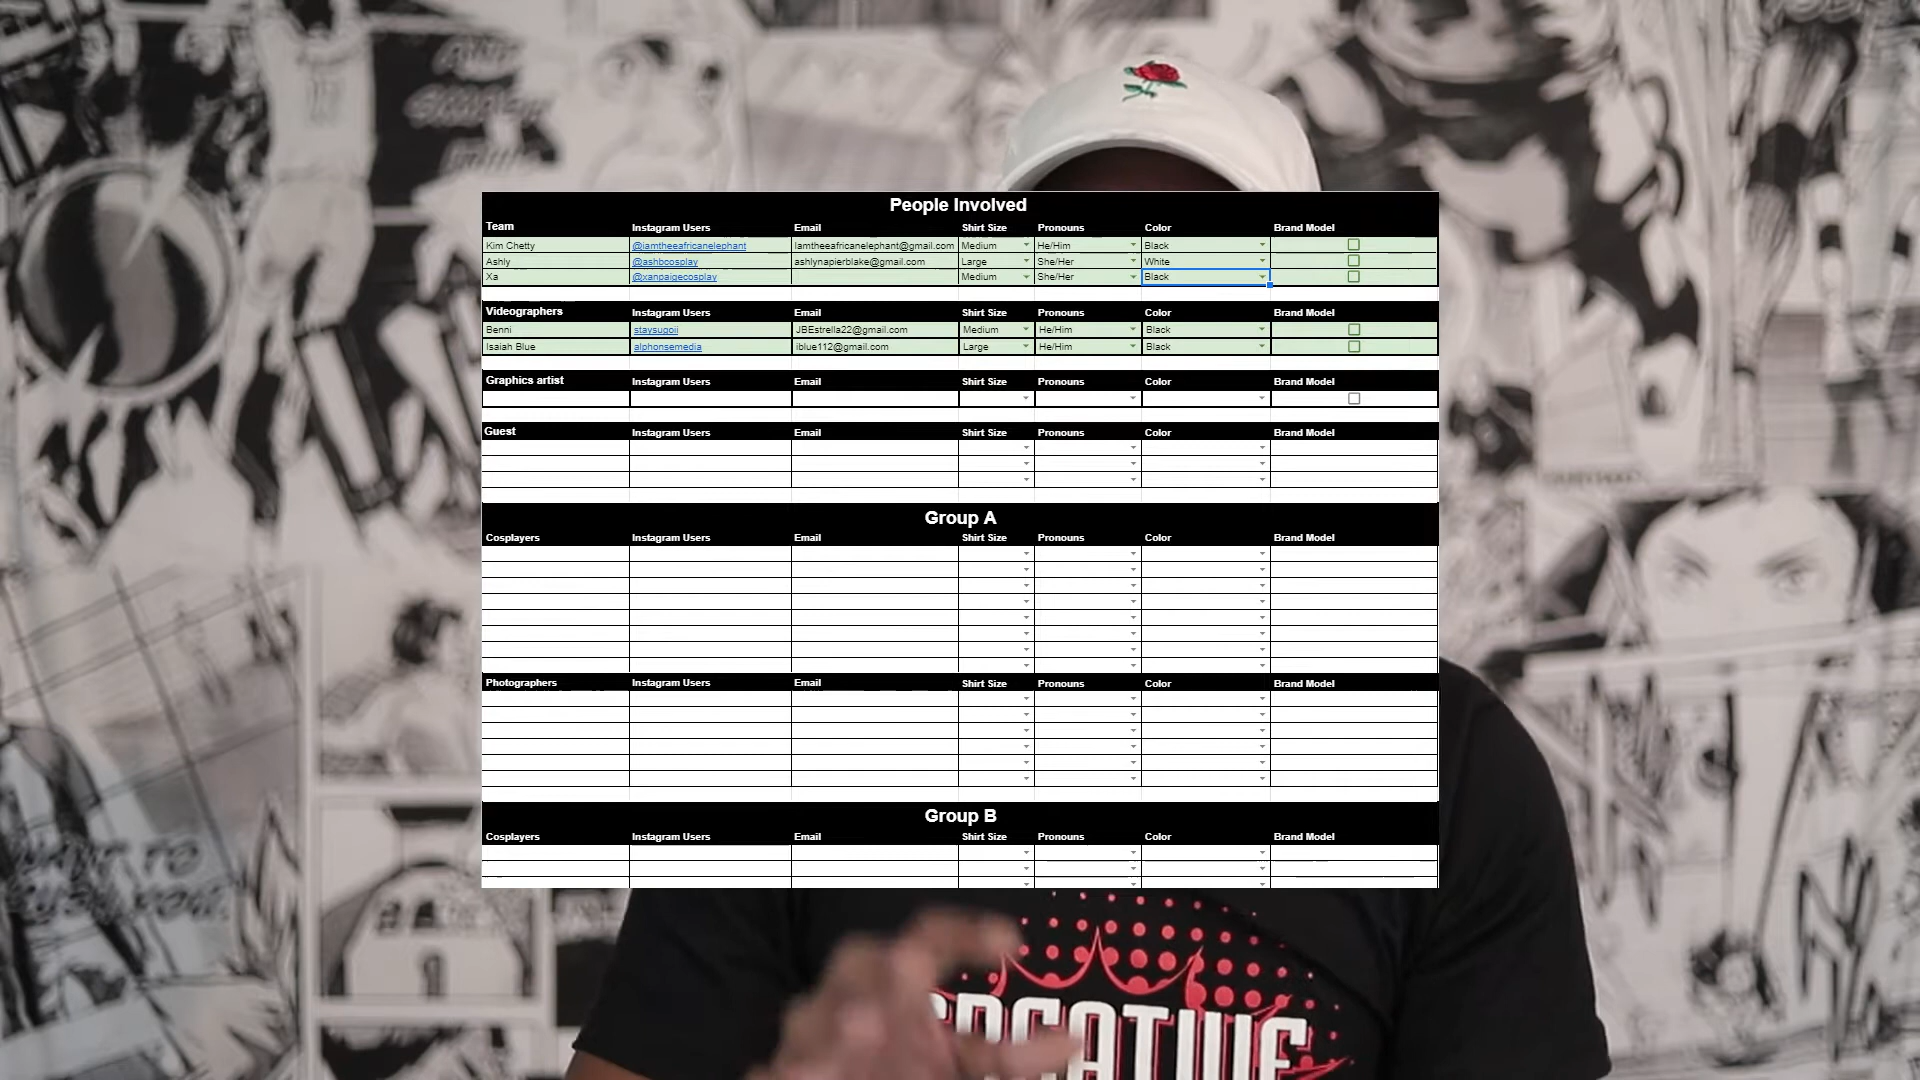 People Involved
Team Instagram Users Email Shirt Size Pronouns Color Brand Model
Kim Chetty @iamtheeafricanelephant Iamtheeafricanelephant@gmail.com Medium He/Him Black
Ashly @ashbcosplay ashlynapierblake@gmail.com Large She/Her White
Xa @xanpaigecosplay Medium She/Her Black
Videographers Instagram Users Email Shirt Size Pronouns Color Brand Model
Benni staysugoii JBEstrella22@gmail.com Medium He/Him Black
Isaiah Blue alphonsemedia iblue112@gmail.com Large He/Him Black
Graphics artist Instagram Users Email Shirt Size Pronouns Color Brand Model
Guest Instagram Users Email Shirt Size Pronouns Color Brand Model
Group A
Cosplayers Instagram Users Email Shirt Size Pronouns Color Brand Model
Photographers Instagram Users Email Shirt Size Pronouns Color Brand Model
Group B
Cosplayers Instagram Users Email Shirt Size Pronouns Color Brand Model
CREATIVE